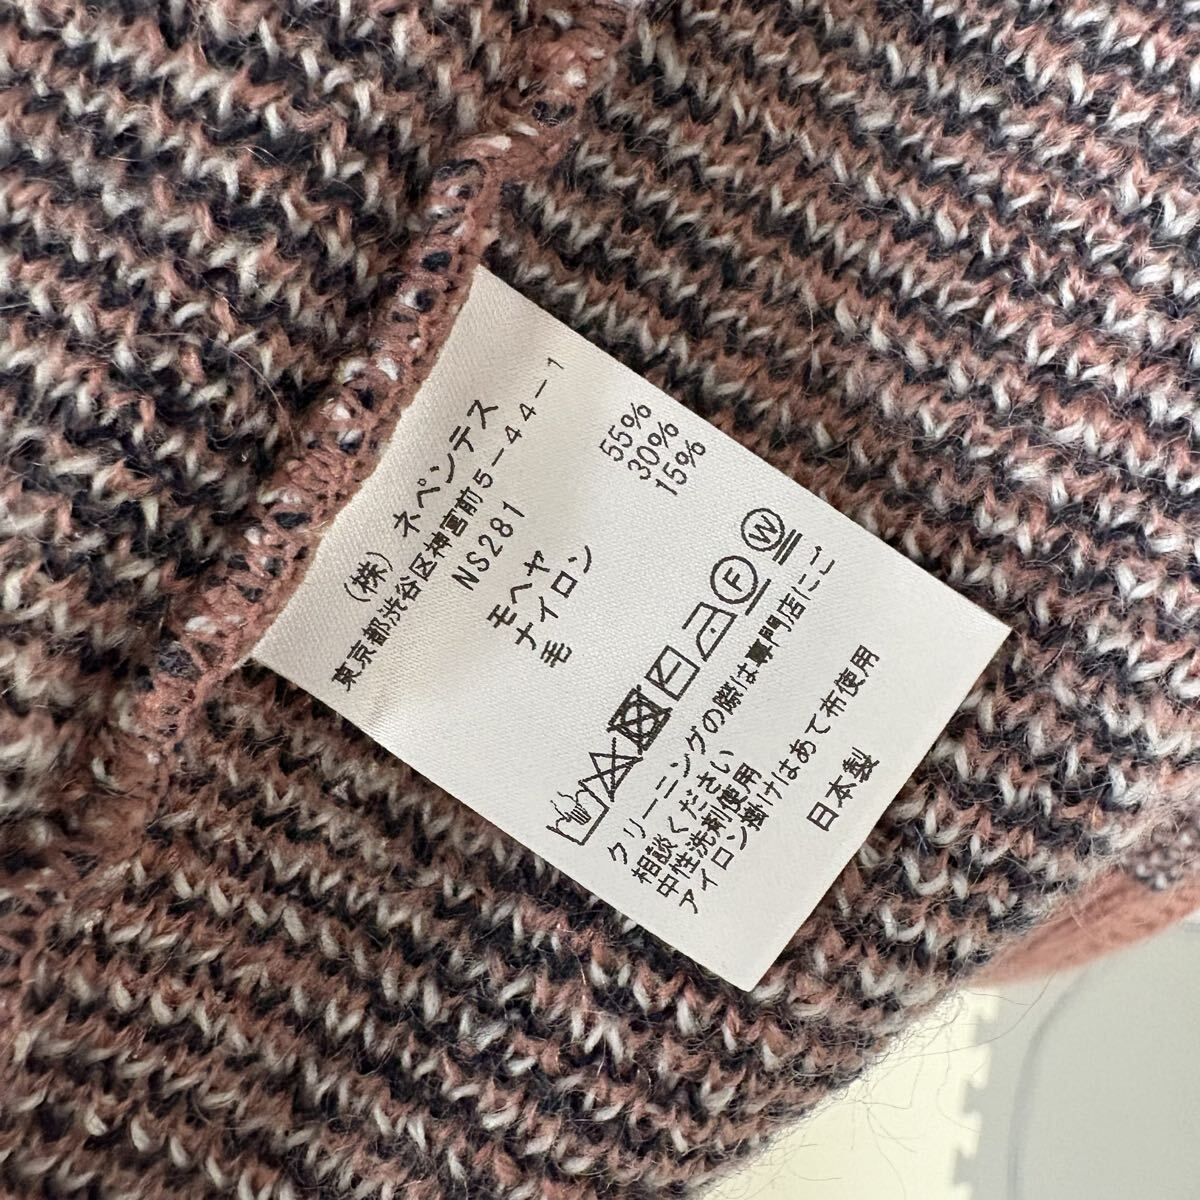 (株) ネペンテス
東京都渋谷区神宮前5-44-1
NS281
モヘヤ 55%
ナイロン 30%
毛 15%
F W
クリーニングの際は専門店にご
相談ください
中性洗剤使用
アイロン掛けはあて布使用
日本製